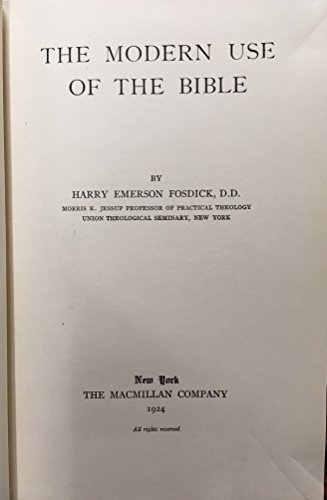 THE MODERN USE
OF THE BIBLE
BY
HARRY EMERSON FOSDICK, D.D.
MORRIS K. JESSUP PROFESSOR OF PRACTICAL THEOLOGY
UNION THEOLOGICAL SEMINARY, NEW YORK
New York
THE MACMILLAN COMPANY
1924
All rights reserved